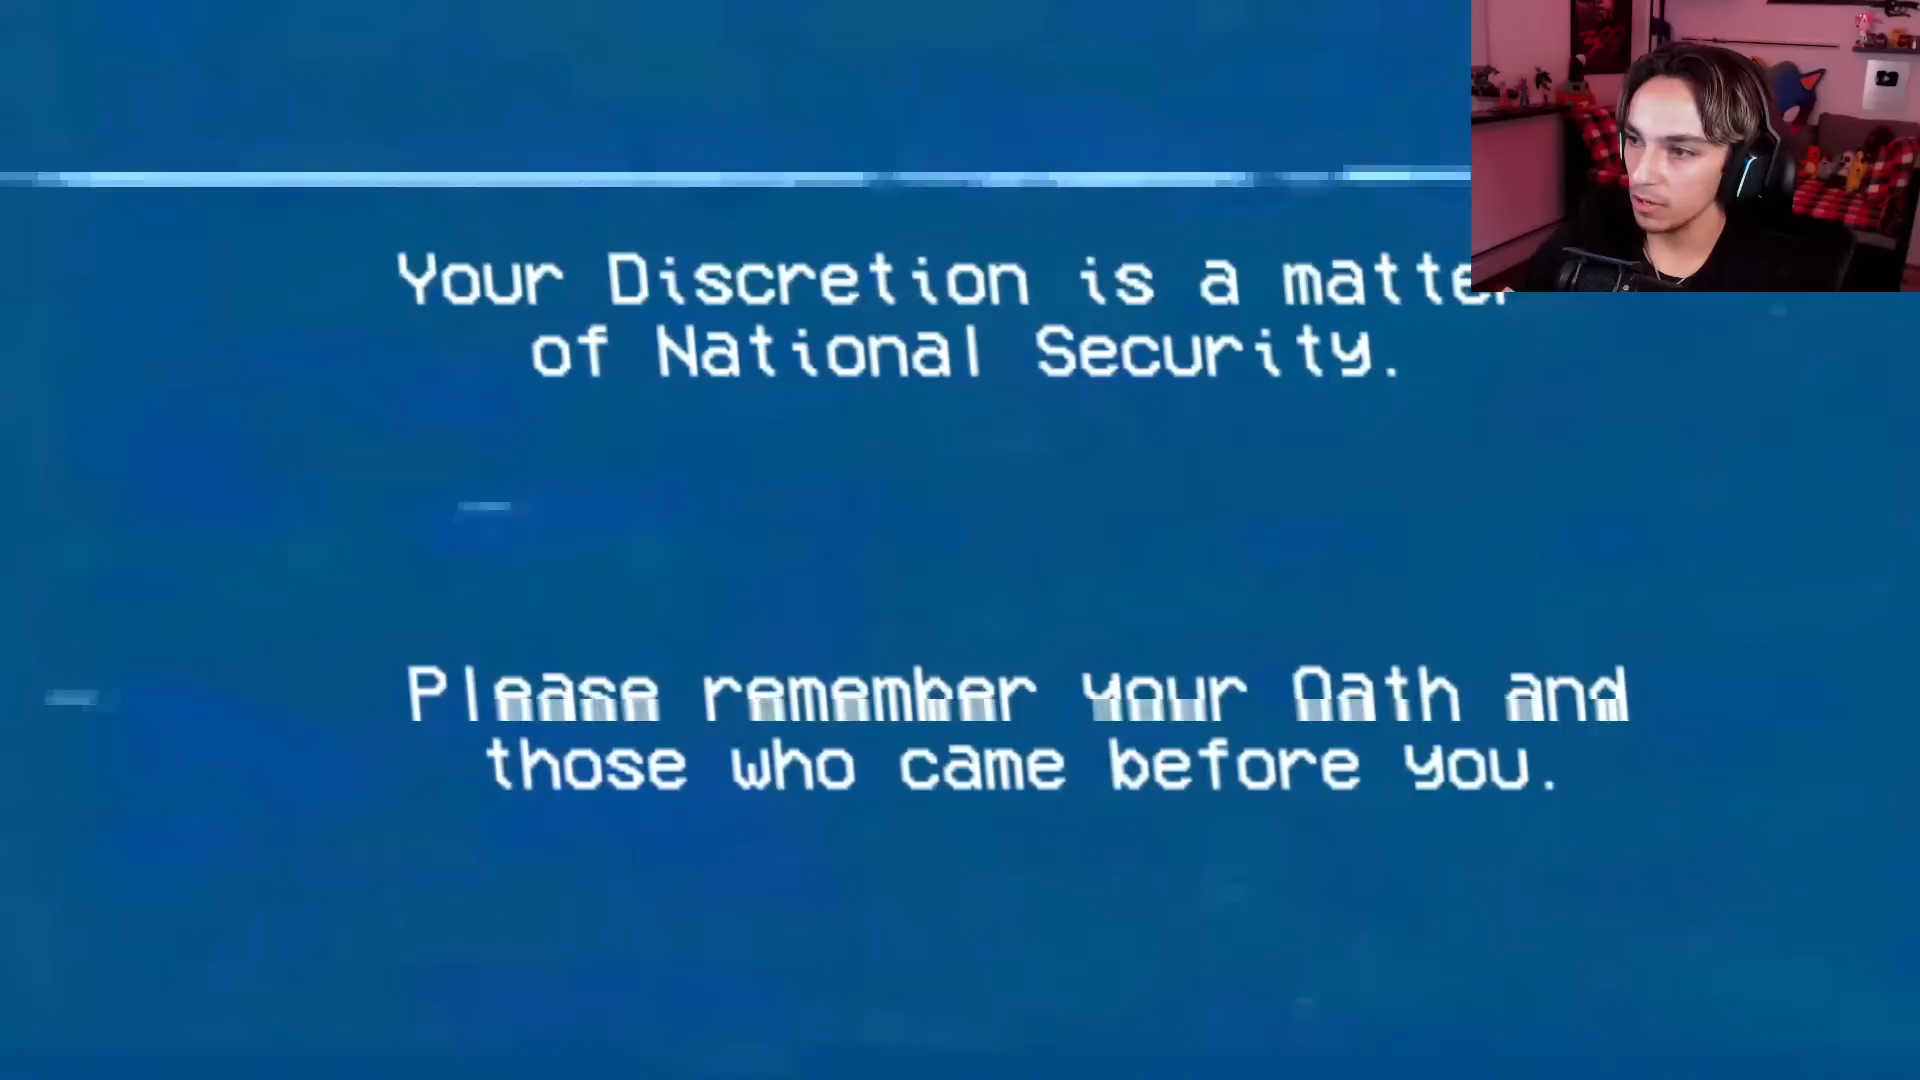 Your Discretion is a matter
of National Security.
Please remember your Oath and
those who came before you.